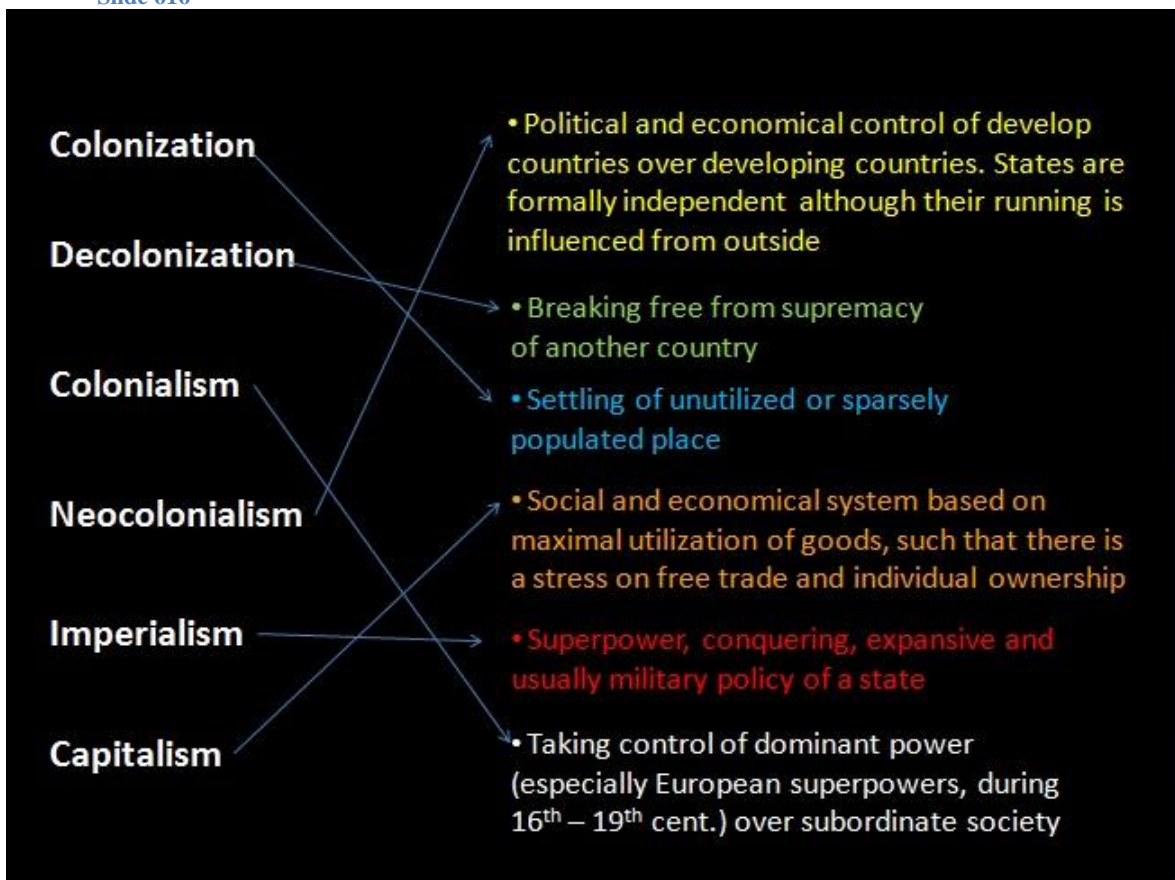 Colonization
Decolonization
Colonialism
Neocolonialism
Imperialism
Capitalism
• Political and economical control of develop
countries over developing countries. States are
formally independent although their running is
influenced from outside
• Breaking free from supremacy
of another country
• Settling of unutilized or sparsely
populated place
• Social and economical system based on
maximal utilization of goods, such that there is
a stress on free trade and individual ownership
• Superpower, conquering, expansive and
usually military policy of a state
• Taking control of dominant power
(especially European superpowers, during
16th – 19th cent.) over subordinate society